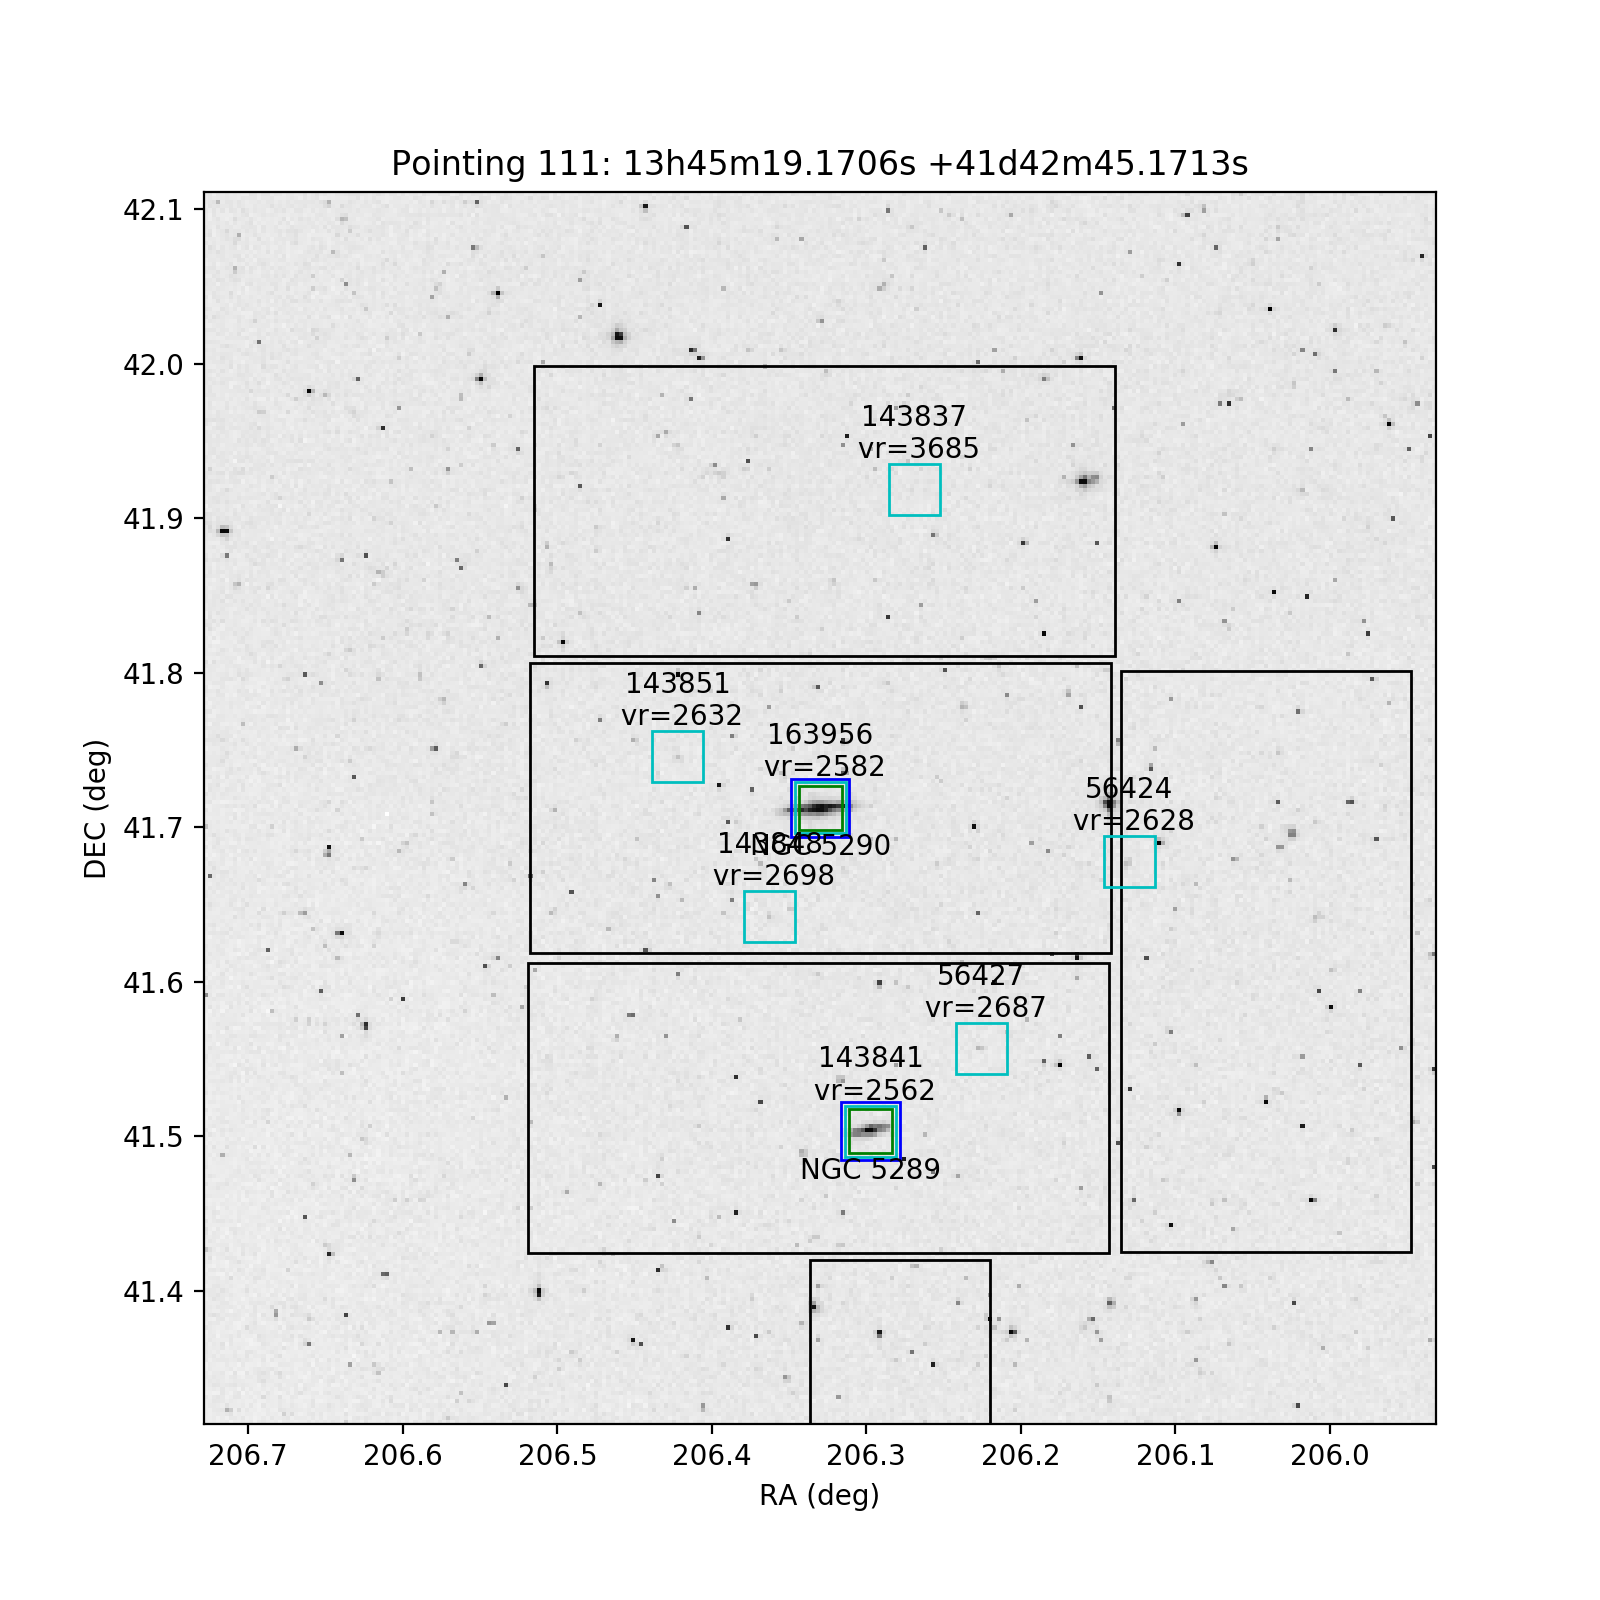 Pointing 111: 13h45m19.1706s +41d42m45.1713s
42.1
42.0
41.9
41.8
41.7
41.6
41.5
41.4
DEC (deg)
143837
vr=3685
143851
vr=2632
163956
vr=2582
56424
vr=2628
NGC 5290
vr=2698
56427
vr=2687
143841
vr=2562
NGC 5289
206.7 206.6 206.5 206.4 206.3 206.2 206.1 206.0
RA (deg)